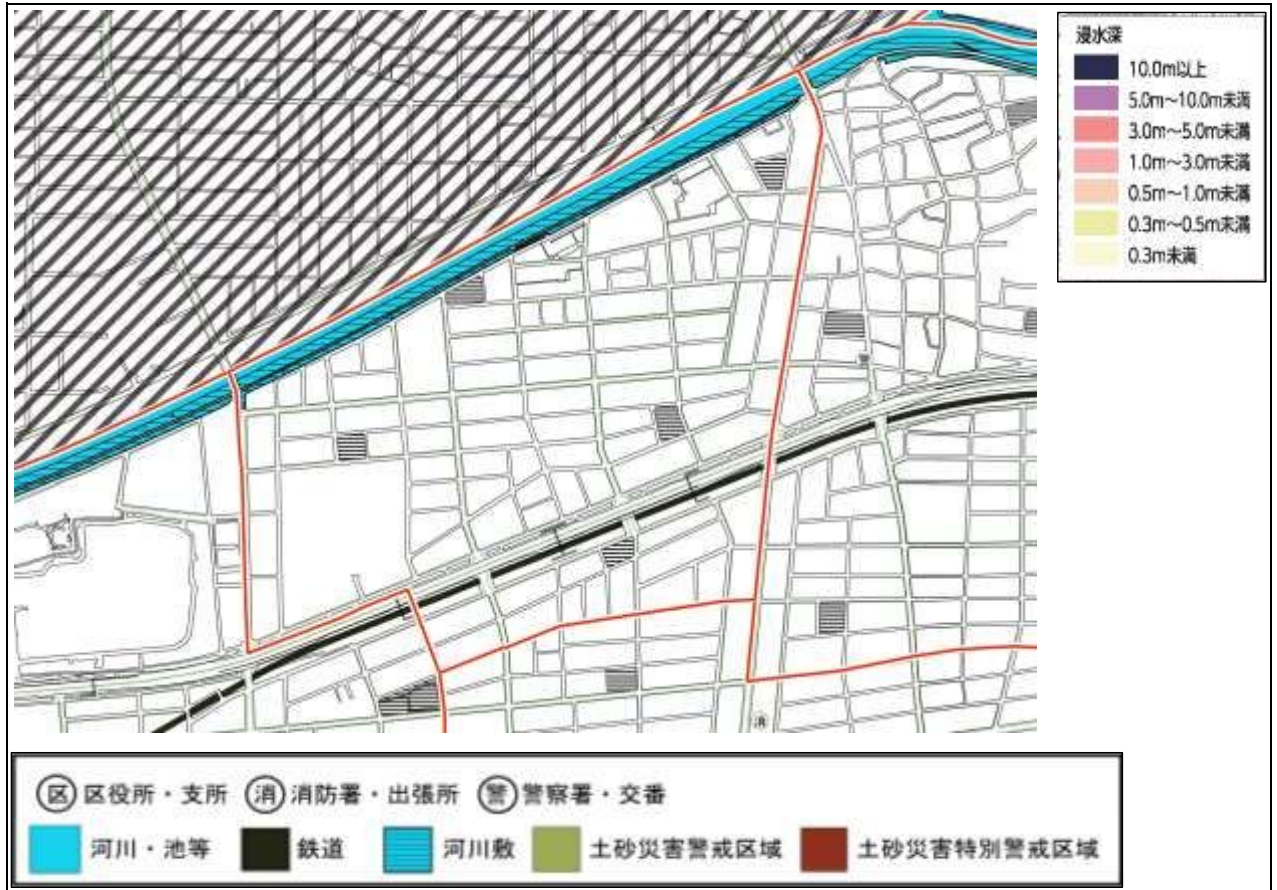 浸水深
10.0m以上
5.0m～10.0m未満
3.0m～5.0m未満
1.0m～3.0m未満
0.5m～1.0m未満
0.3m～0.5m未満
0.3m未満
消
区 区役所・支所 消 消防署・出張所 警 警察署・交番
河川・池等 鉄道 河川敷 土砂災害警戒区域 土砂災害特別警戒区域